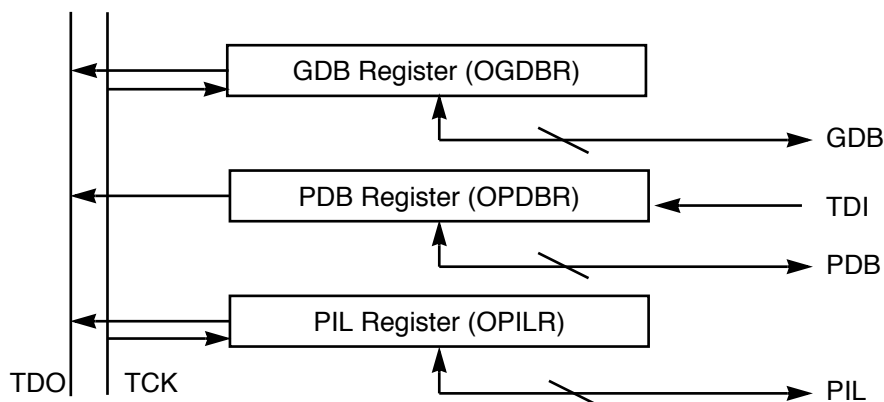 GDB Register (OGDBR)
GDB
PDB Register (OPDBR)
TDI
PDB
PIL Register (OPILR)
TDO
TCK
PIL